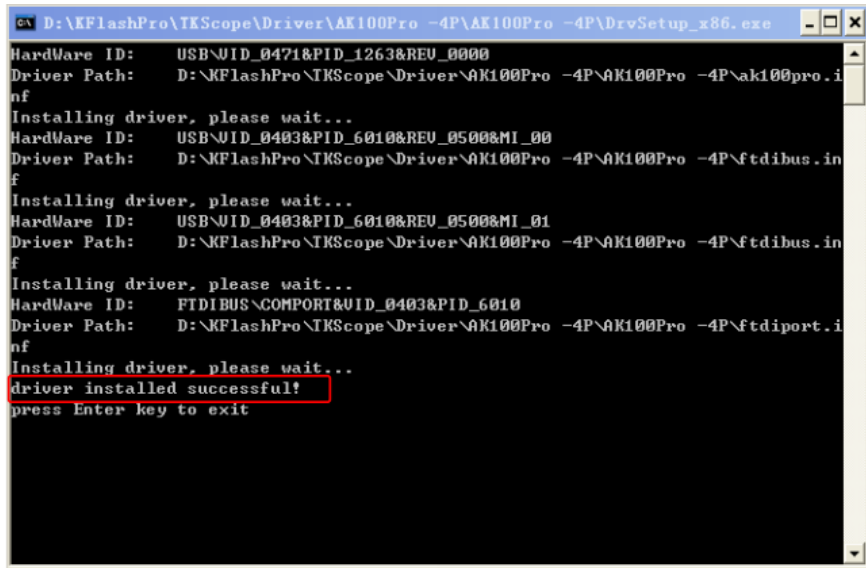 D:\KFlashPro\TKScope\Driver\AK100Pro -4P\AK100Pro -4P\DrvSetup_x86.exe
HardWare ID:     USB\VID_0471&PID_1263&REV_0000
Driver Path:     D:\KFlashPro\TKScope\Driver\AK100Pro -4P\AK100Pro -4P\ak100pro.i
nf
Installing driver, please wait...
HardWare ID:     USB\VID_0403&PID_6010&REV_0500&MI_00
Driver Path:     D:\KFlashPro\TKScope\Driver\AK100Pro -4P\AK100Pro -4P\ftdibus.in
f
Installing driver, please wait...
HardWare ID:     USB\VID_0403&PID_6010&REV_0500&MI_01
Driver Path:     D:\KFlashPro\TKScope\Driver\AK100Pro -4P\AK100Pro -4P\ftdibus.in
f
Installing driver, please wait...
HardWare ID:     FTDIBUS\COMPORT&VID_0403&PID_6010
Driver Path:     D:\KFlashPro\TKScope\Driver\AK100Pro -4P\AK100Pro -4P\ftdiport.i
nf
Installing driver, please wait...
driver installed successful!
press Enter key to exit